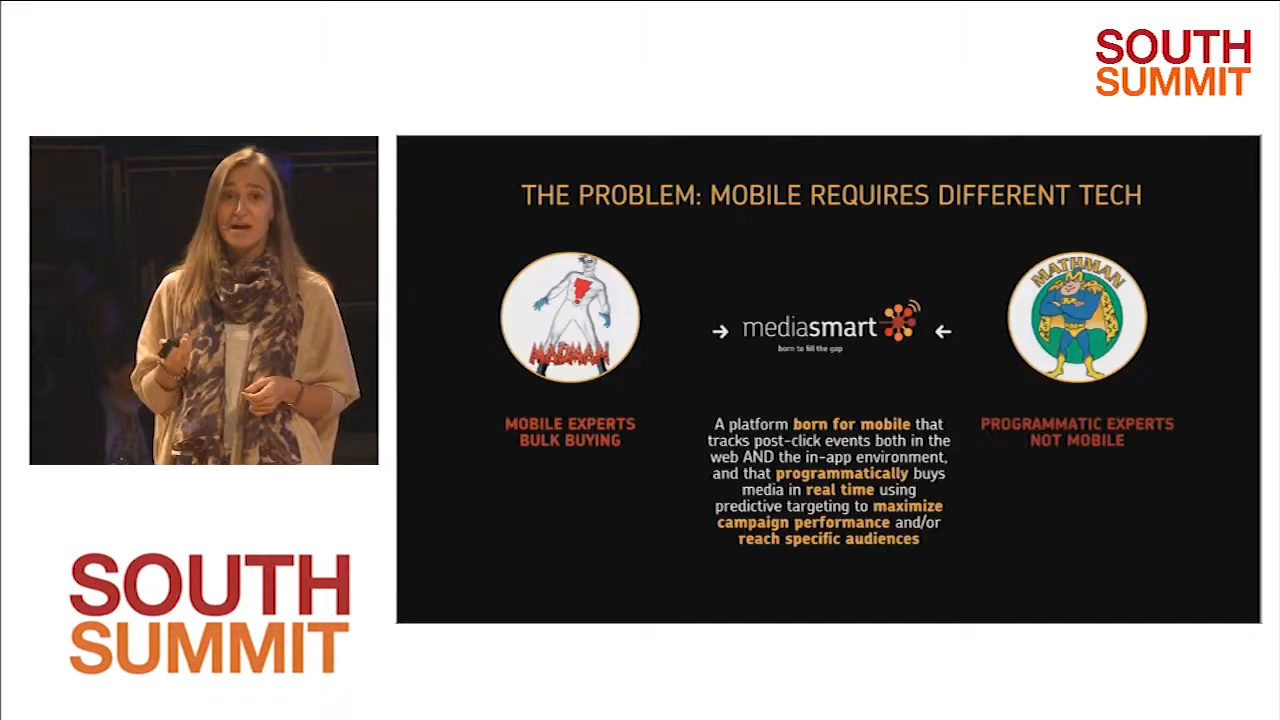 SOUTH
SUMMIT
THE PROBLEM: MOBILE REQUIRES DIFFERENT TECH
MADMAN
mediasmart
born to fill the gap
MATHMAN
MOBILE EXPERTS
BULK BUYING
A platform born for mobile that
tracks post-click events both in the
web AND the in-app environment,
and that programmatically buys
media in real time using
predictive targeting to maximize
campaign performance and/or
reach specific audiences
PROGRAMMATIC EXPERTS
NOT MOBILE
SOUTH
SUMMIT